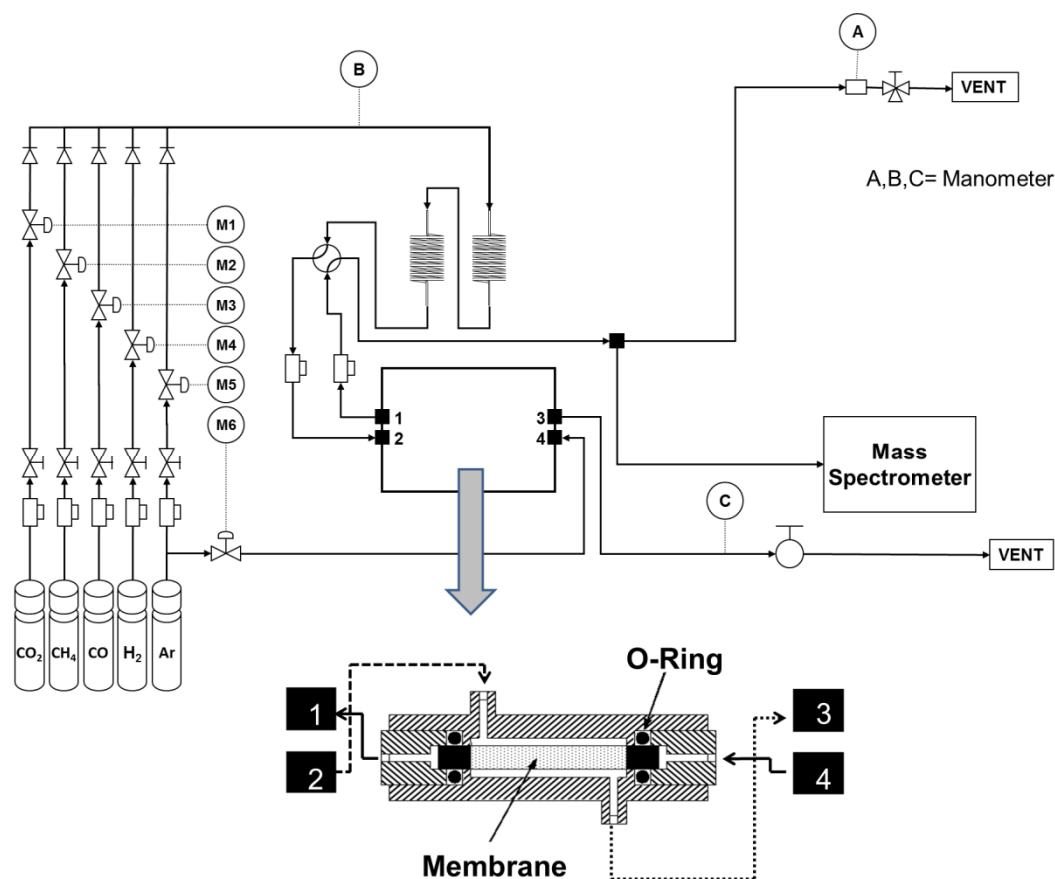 A
B
VENT
A,B,C= Manometer
M1
M2
M3
M4
M5
M6
1
2
3
4
Mass
Spectrometer
C
VENT
CO₂
CH₄
CO
H₂
Ar
O-Ring
1
2
3
4
Membrane